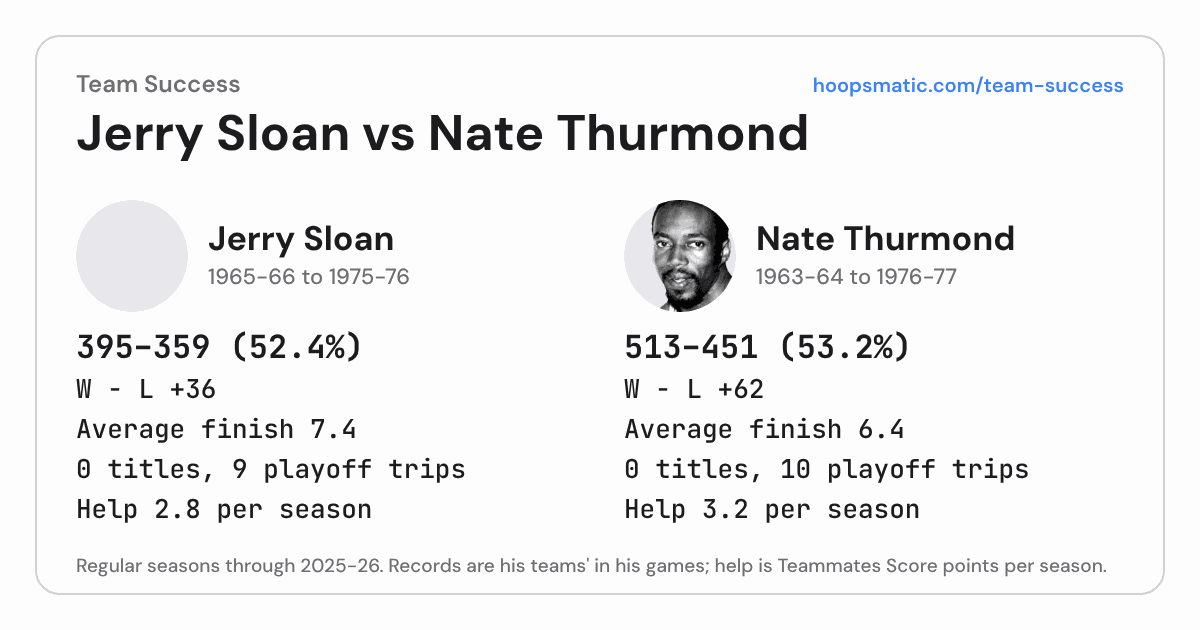 Team Success
hoopsmatic.com/team-success
Jerry Sloan vs Nate Thurmond
Jerry Sloan
1965-66 to 1975-76
395-359 (52.4%)
W - L +36
Average finish 7.4
0 titles, 9 playoff trips
Help 2.8 per season
Nate Thurmond
1963-64 to 1976-77
513-451 (53.2%)
W - L +62
Average finish 6.4
0 titles, 10 playoff trips
Help 3.2 per season
Regular seasons through 2025-26. Records are his teams' in his games; help is Teammates Score points per season.